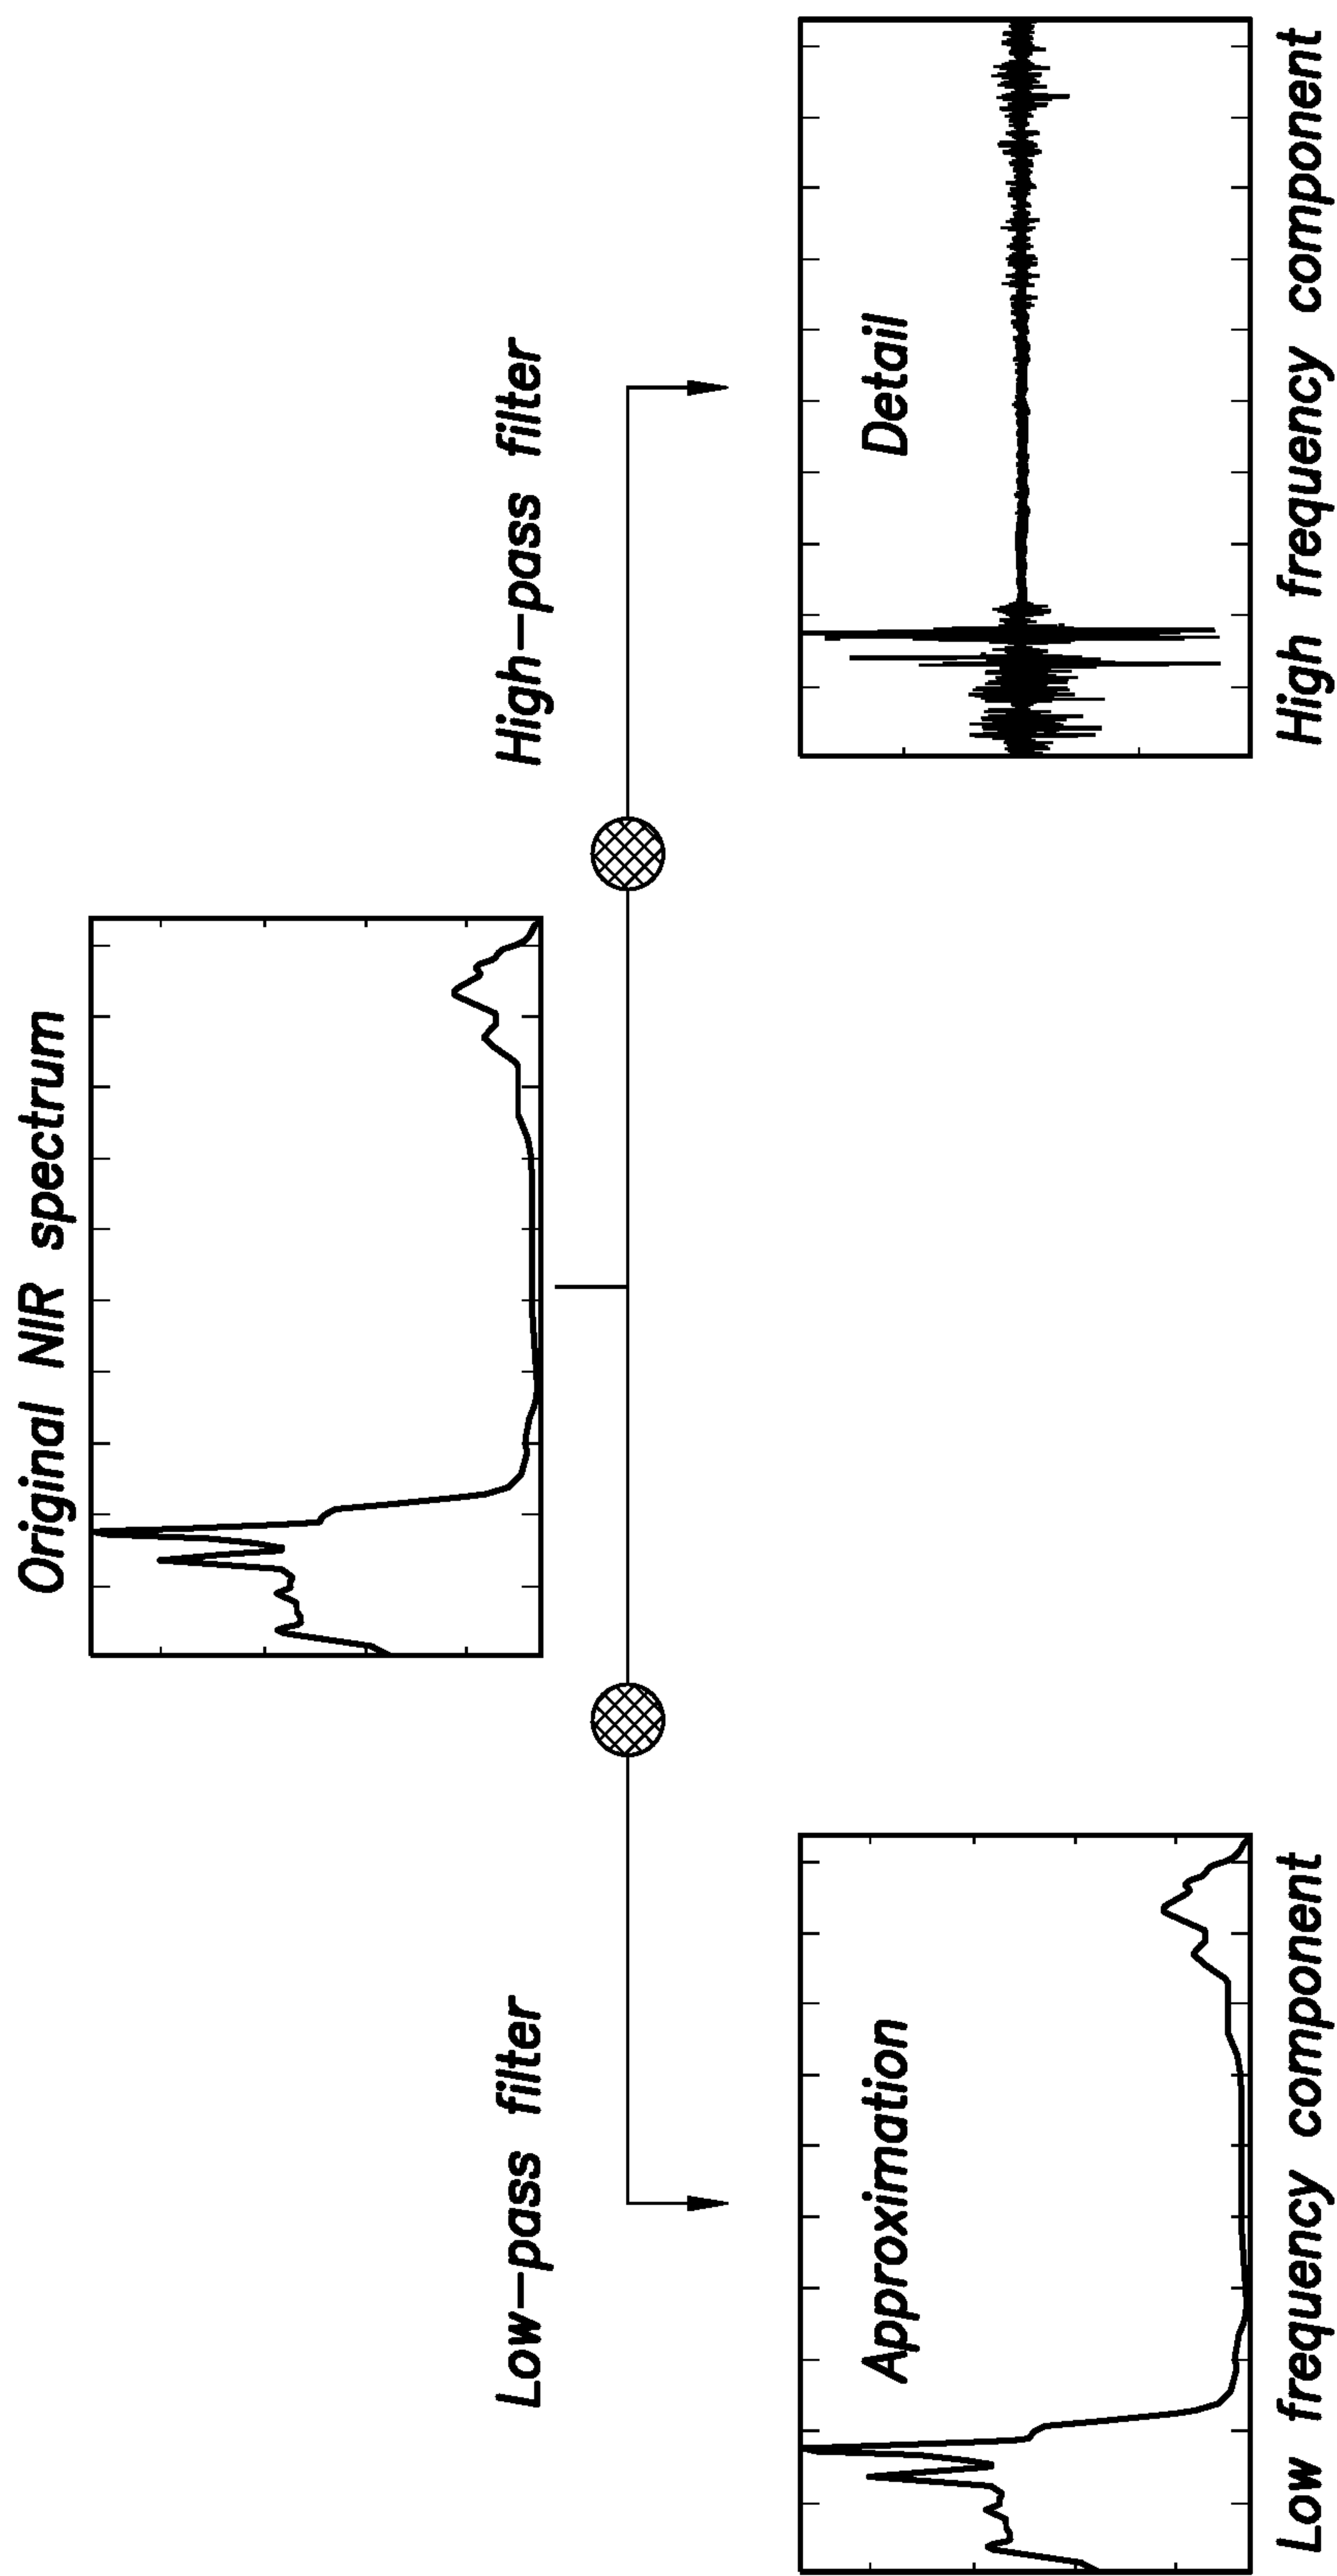 Original NIR spectrum
Low-pass filter
High-pass filter
Approximation
Detail
Low frequency component
High frequency component